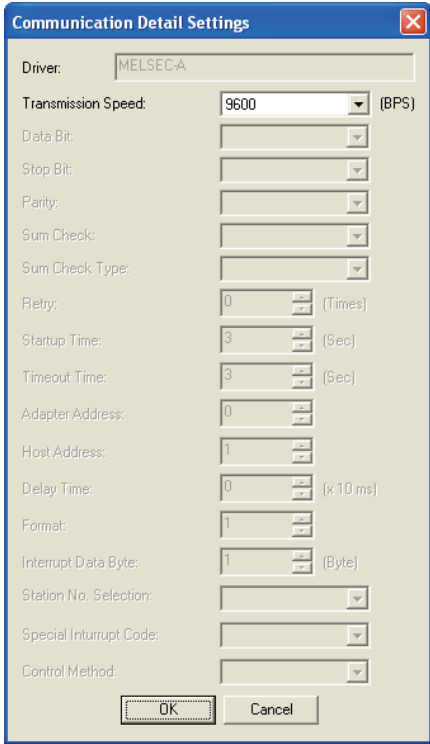 Communication Detail Settings
Driver: MELSEC-A
Transmission Speed: 9600 (BPS)
Data Bit:
Stop Bit:
Parity:
Sum Check:
Sum Check Type:
Retry: 0 (Times)
Startup Time: 3 (Sec)
Timeout Time: 3 (Sec)
Adapter Address: 0
Host Address: 1
Delay Time: 0 (x 10 ms)
Format: 1
Interrupt Data Byte: 1 (Byte)
Station No. Selection:
Special Inturrupt Code:
Control Method:
OK Cancel